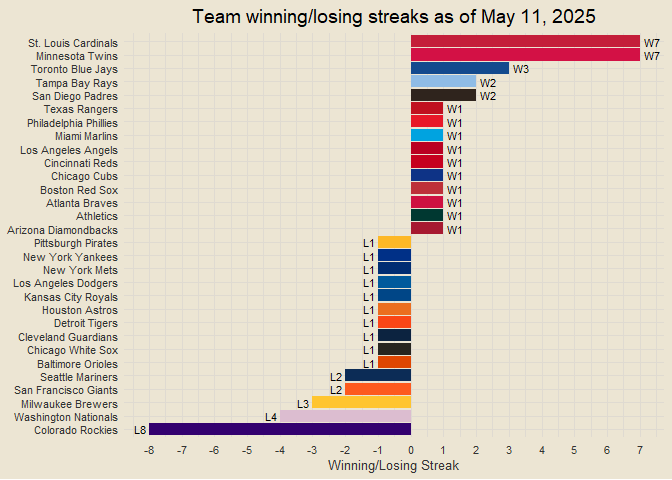 Team winning/losing streaks as of May 11, 2025
St. Louis Cardinals W7
Minnesota Twins W7
Toronto Blue Jays W3
Tampa Bay Rays W2
San Diego Padres W2
Texas Rangers W1
Philadelphia Phillies W1
Miami Marlins W1
Los Angeles Angels W1
Cincinnati Reds W1
Chicago Cubs W1
Boston Red Sox W1
Atlanta Braves W1
Athletics W1
Arizona Diamondbacks W1
Pittsburgh Pirates L1
New York Yankees L1
New York Mets L1
Los Angeles Dodgers L1
Kansas City Royals L1
Houston Astros L1
Detroit Tigers L1
Cleveland Guardians L1
Chicago White Sox L1
Baltimore Orioles L1
Seattle Mariners L2
San Francisco Giants L2
Milwaukee Brewers L3
Washington Nationals L4
Colorado Rockies L8
-8 -7 -6 -5 -4 -3 -2 -1 0 1 2 3 4 5 6 7
Winning/Losing Streak